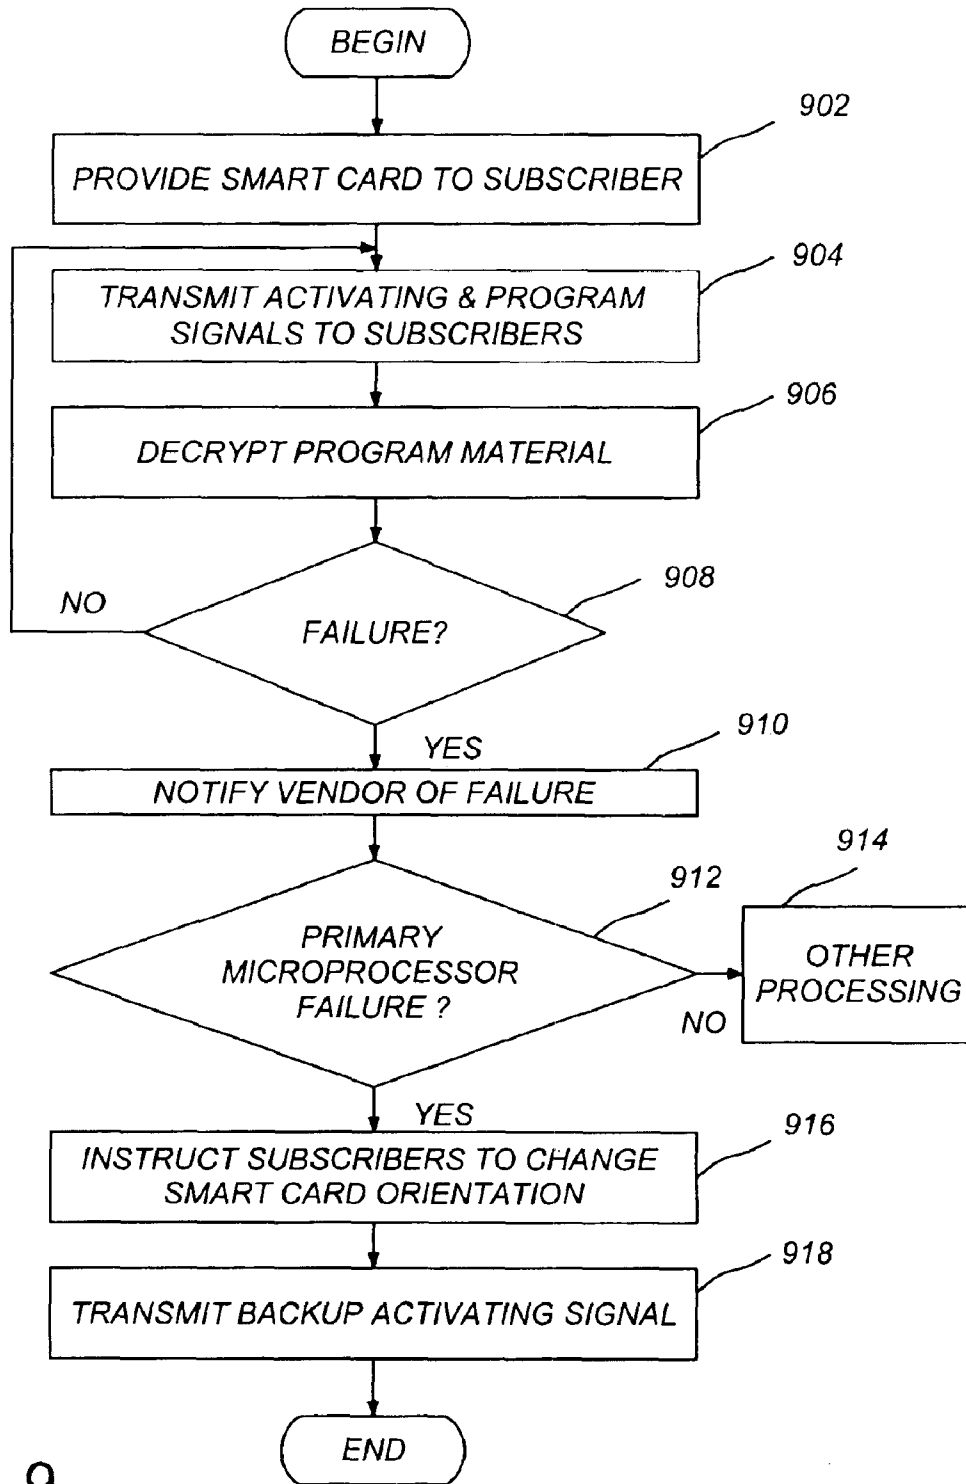 BEGIN
902
PROVIDE SMART CARD TO SUBSCRIBER
904
TRANSMIT ACTIVATING & PROGRAM
SIGNALS TO SUBSCRIBERS
906
DECRYPT PROGRAM MATERIAL
908
NO
FAILURE?
910
YES
NOTIFY VENDOR OF FAILURE
914
912
PRIMARY
MICROPROCESSOR
FAILURE ?
OTHER
PROCESSING
NO
YES
916
INSTRUCT SUBSCRIBERS TO CHANGE
SMART CARD ORIENTATION
918
TRANSMIT BACKUP ACTIVATING SIGNAL
END
9